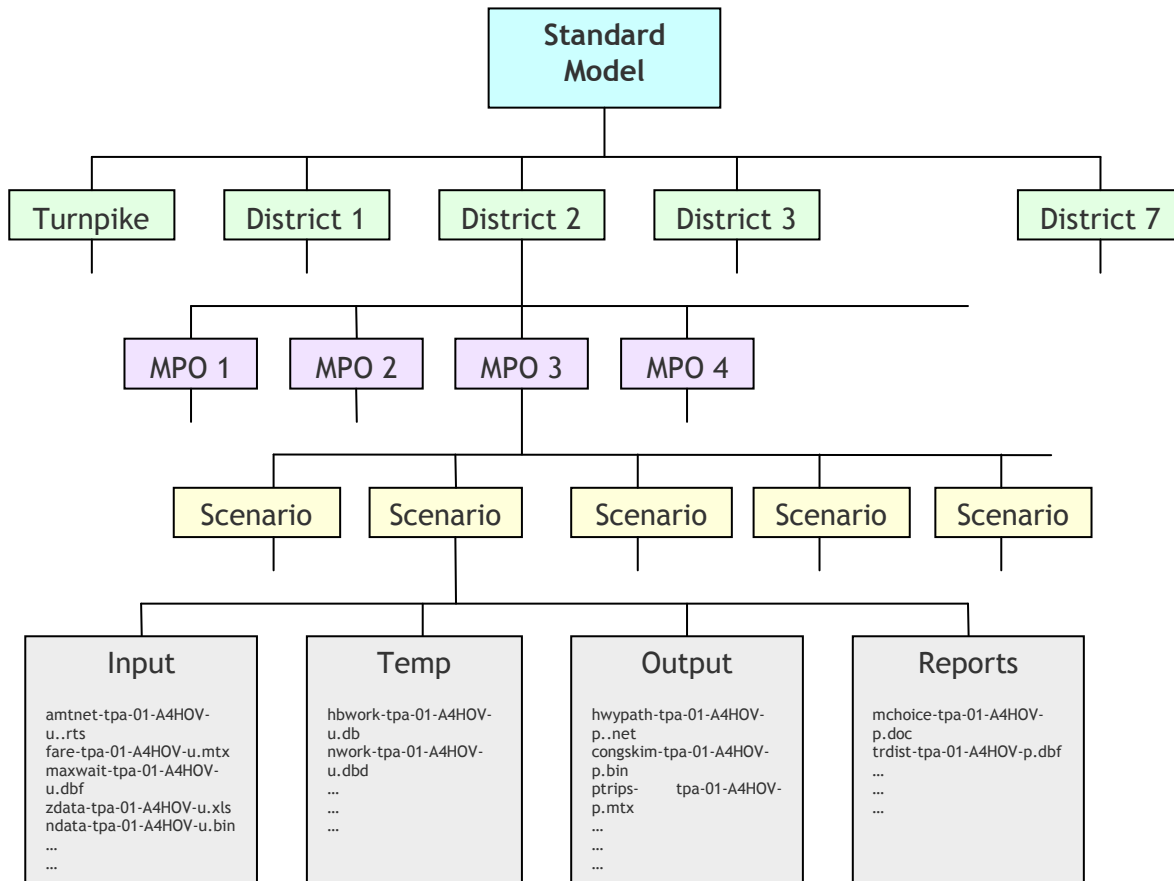 Standard
Model
Turnpike
District 1
District 2
District 3
District 7
MPO 1
MPO 2
MPO 3
MPO 4
Scenario
Scenario
Scenario
Scenario
Scenario
Input
amtnet-tpa-01-A4HOV-
u..rts
fare-tpa-01-A4HOV-u.mtx
maxwait-tpa-01-A4HOV-
u.dbf
zdata-tpa-01-A4HOV-u.xls
ndata-tpa-01-A4HOV-u.bin
...
...
Temp
hbwork-tpa-01-A4HOV-
u.db
nwork-tpa-01-A4HOV-
u.dbd
...
...
...
Output
hwypath-tpa-01-A4HOV-
p..net
congskim-tpa-01-A4HOV-
p.bin
ptrips- tpa-01-A4HOV-
p.mtx
...
...
...
Reports
mchoice-tpa-01-A4HOV-
p.doc
trdist-tpa-01-A4HOV-p.dbf
...
...
...